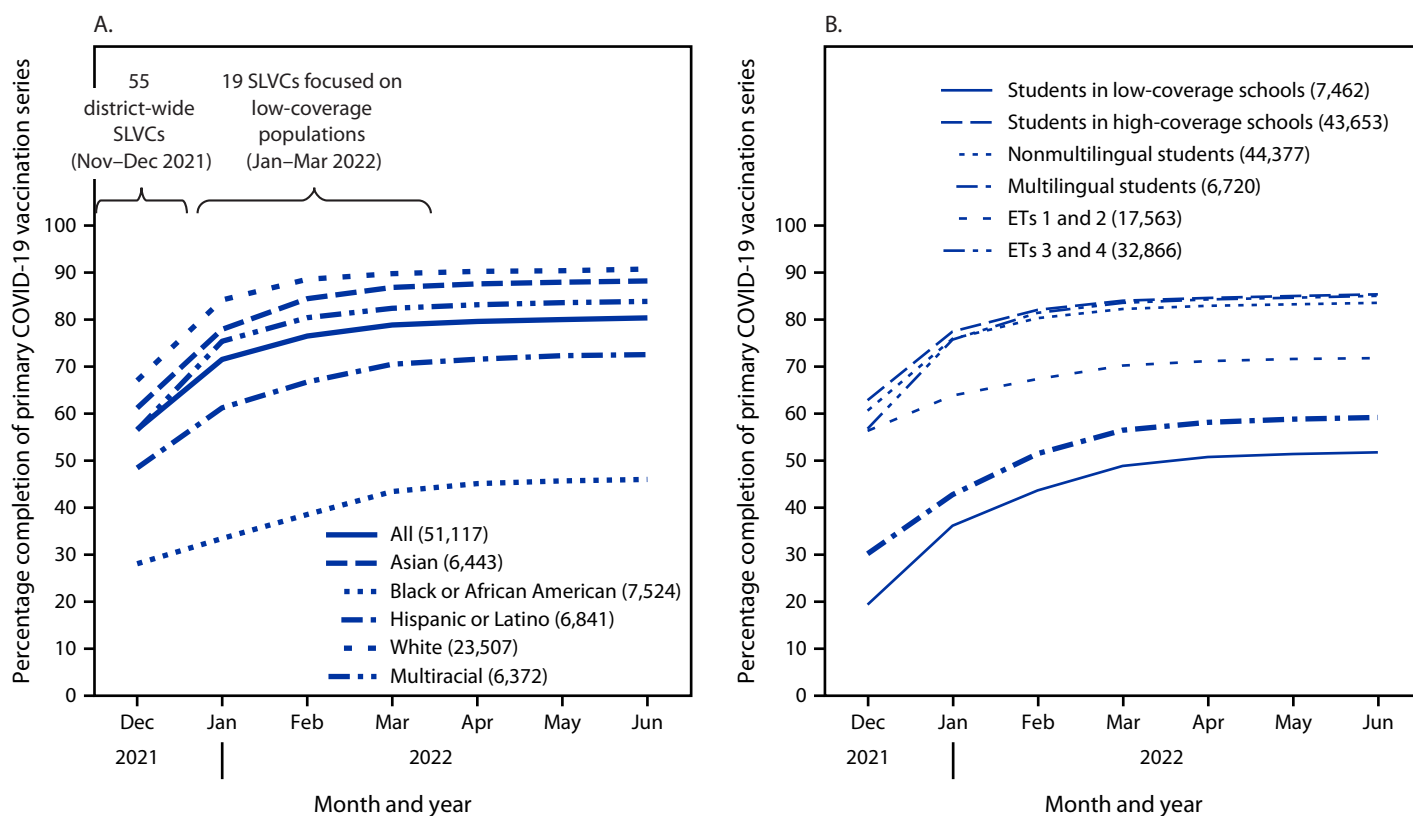 A.
55
district-wide
SLVCs
(Nov–Dec 2021)
19 SLVCs focused on
low-coverage
populations
(Jan–Mar 2022)
Percentage completion of primary COVID-19 vaccination series
100
90
80
70
60
50
40
30
20
10
0
All (51,117)
Asian (6,443)
Black or African American (7,524)
Hispanic or Latino (6,841)
White (23,507)
Multiracial (6,372)
Dec Jan Feb Mar Apr May Jun
2021 2022
Month and year
B.
Students in low-coverage schools (7,462)
Students in high-coverage schools (43,653)
Nonmultilingual students (44,377)
Multilingual students (6,720)
ETs 1 and 2 (17,563)
ETs 3 and 4 (32,866)
Percentage completion of primary COVID-19 vaccination series
100
90
80
70
60
50
40
30
20
10
0
Dec Jan Feb Mar Apr May Jun
2021 2022
Month and year